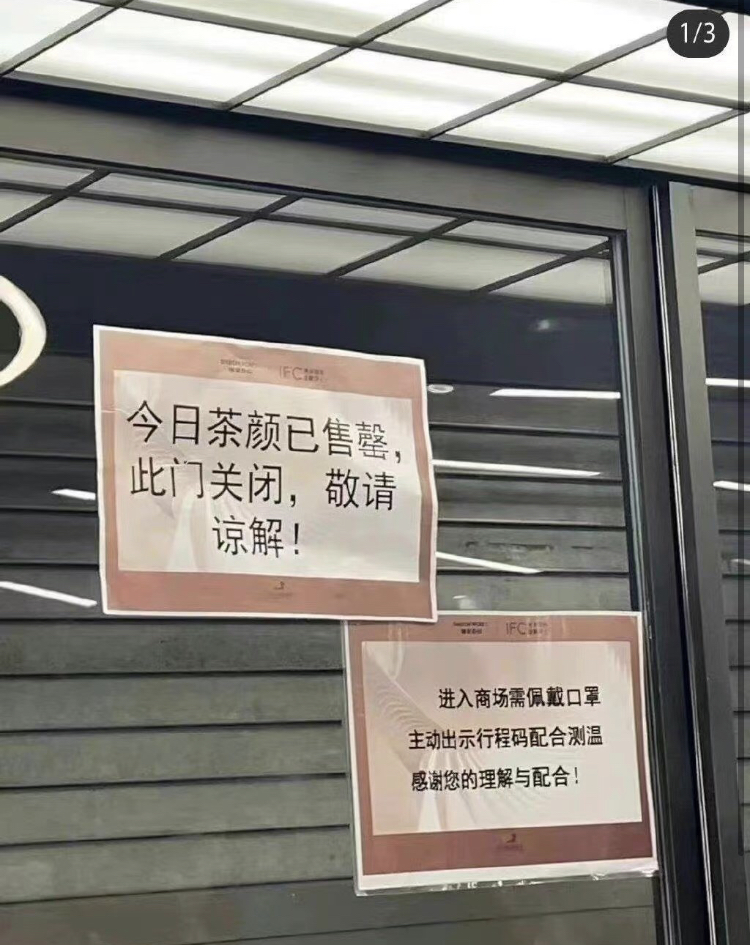 1/3
IFC
今日茶颜已售罄，
此门关闭，敬请
谅解！
IFC
进入商场需佩戴口罩
主动出示行程码配合测温
感谢您的理解与配合！